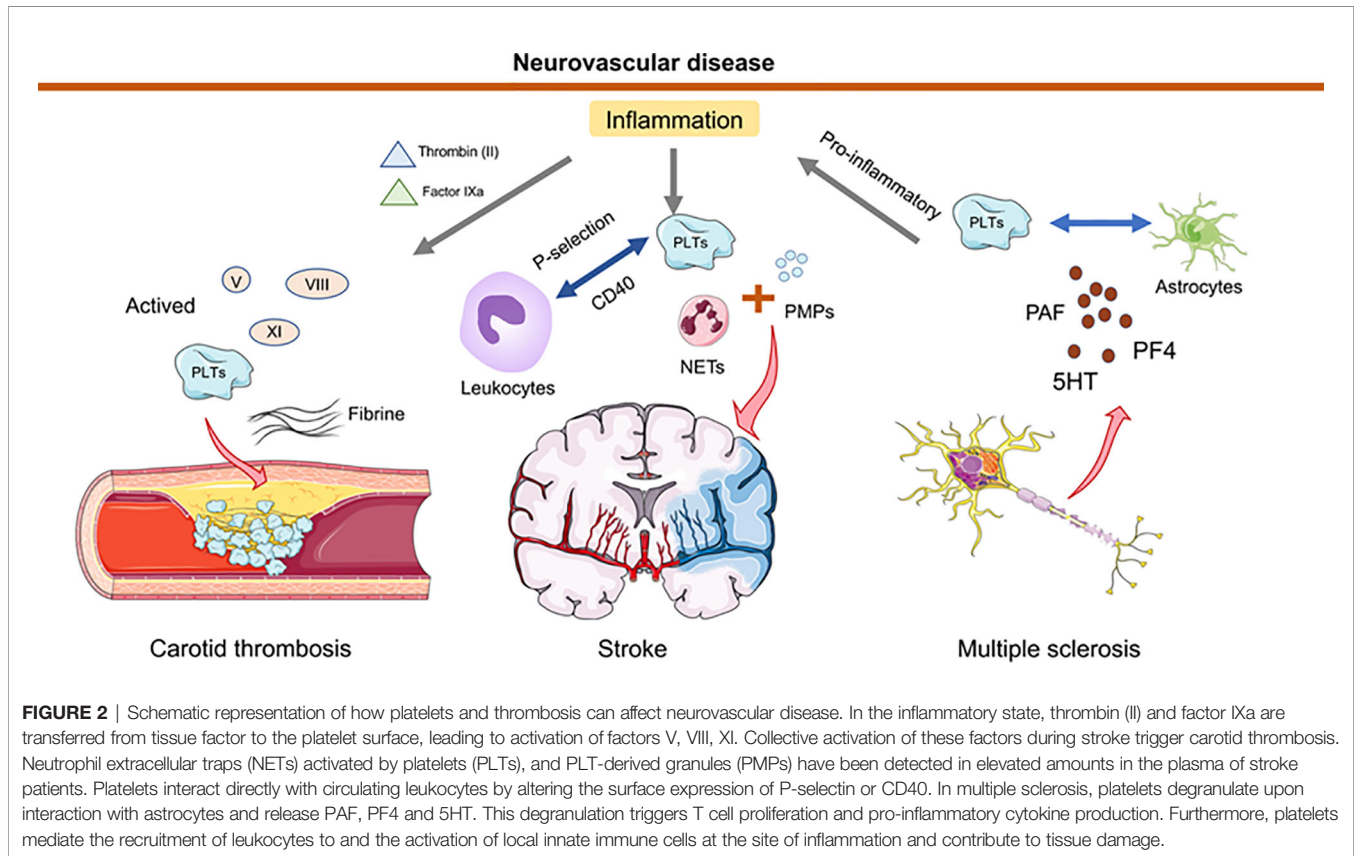 Neurovascular disease
Inflammation
Thrombin (II)
Factor IXa
Pro-inflammatory
P-selection
CD40
PLTs
PLTs
Astrocytes
V
VIII
Actived
XI
PLTs
Fibrine
Leukocytes
NETs
PMPs
PAF
PF4
5HT
Carotid thrombosis
Stroke
Multiple sclerosis
FIGURE 2 | Schematic representation of how platelets and thrombosis can affect neurovascular disease. In the inflammatory state, thrombin (II) and factor IXa are
transferred from tissue factor to the platelet surface, leading to activation of factors V, VIII, XI. Collective activation of these factors during stroke trigger carotid thrombosis.
Neutrophil extracellular traps (NETs) activated by platelets (PLTs), and PLT-derived granules (PMPs) have been detected in elevated amounts in the plasma of stroke
patients. Platelets interact directly with circulating leukocytes by altering the surface expression of P-selectin or CD40. In multiple sclerosis, platelets degranulate upon
interaction with astrocytes and release PAF, PF4 and 5HT. This degranulation triggers T cell proliferation and pro-inflammatory cytokine production. Furthermore, platelets
mediate the recruitment of leukocytes to and the activation of local innate immune cells at the site of inflammation and contribute to tissue damage.